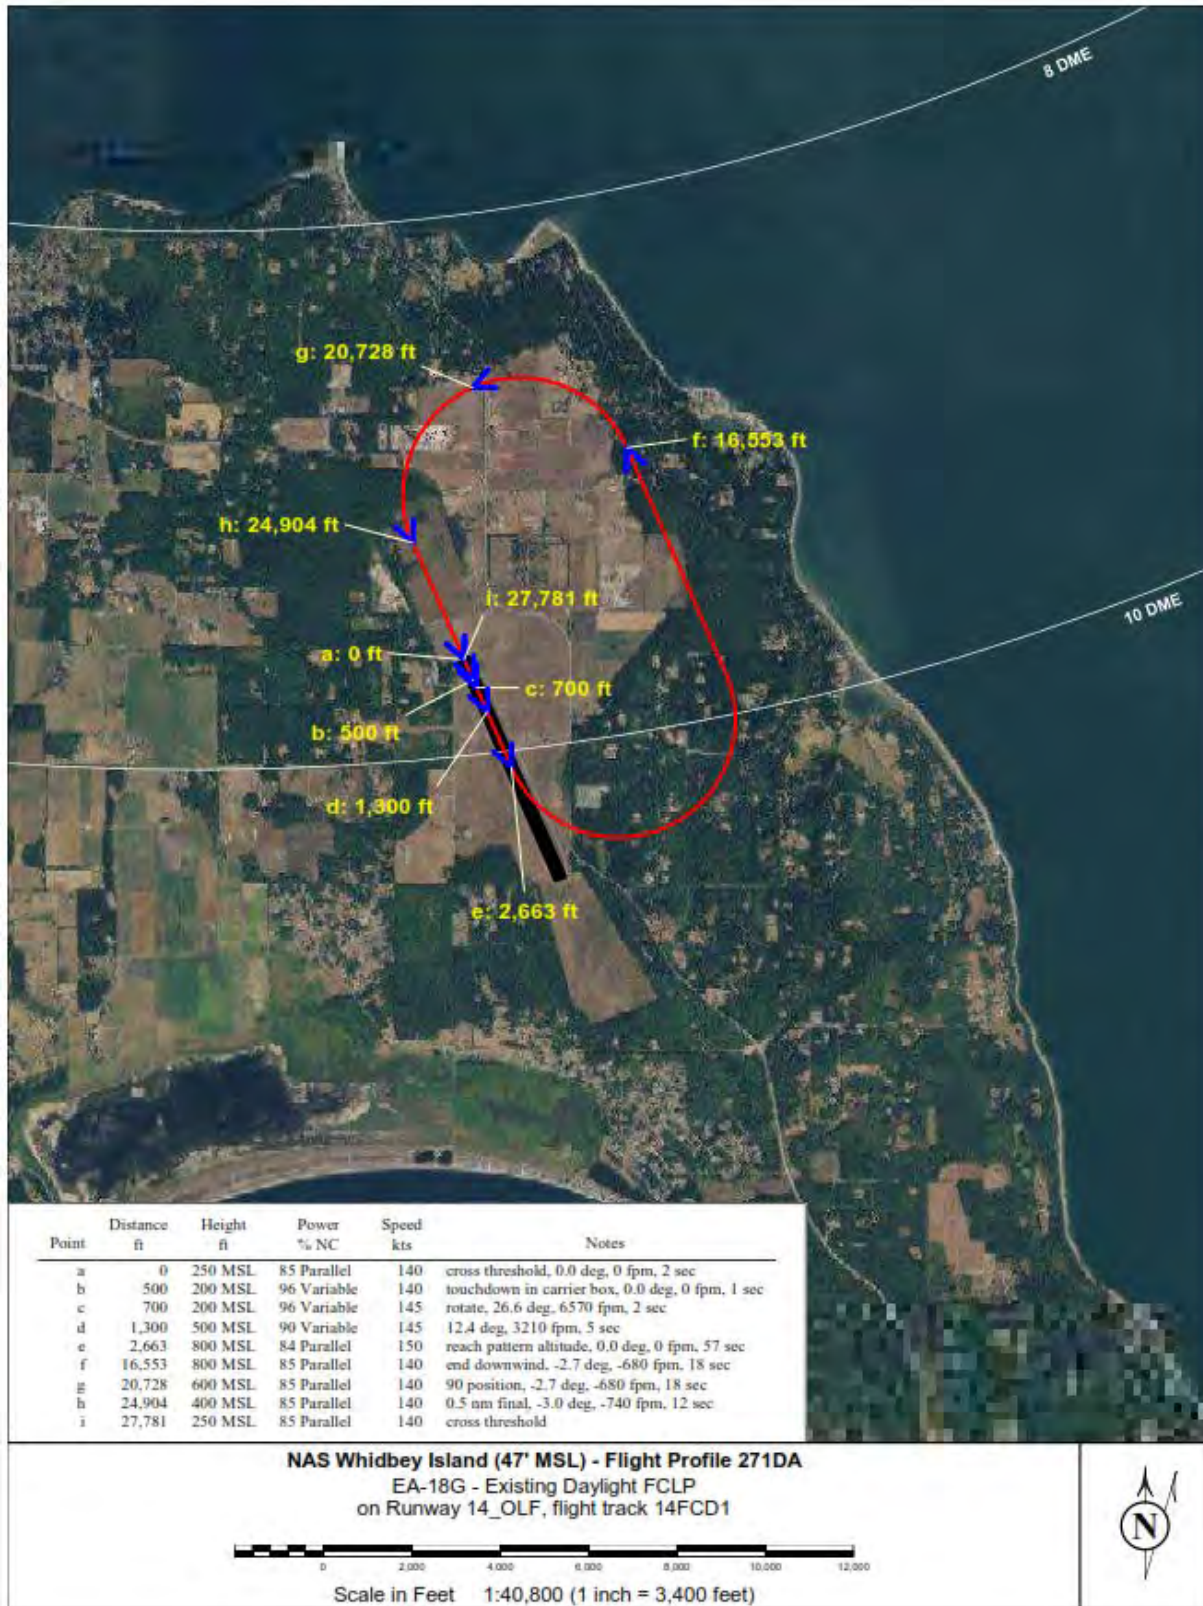 8 DME
g: 20,728 ft
f: 16,553 ft
h: 24,904 ft
i: 27,781 ft
10 DME
a: 0 ft
c: 700 ft
b: 500 ft
d: 1,300 ft
e: 2,663 ft
Point Distance ft Height ft Power % NC Speed kts Notes
a 0 250 MSL 85 Parallel 140 cross threshold, 0.0 deg, 0 fpm, 2 sec
b 500 200 MSL 96 Variable 140 touchdown in carrier box, 0.0 deg, 0 fpm, 1 sec
c 700 200 MSL 96 Variable 145 rotate, 26.6 deg, 6570 fpm, 2 sec
d 1,300 500 MSL 90 Variable 145 12.4 deg, 3210 fpm, 5 sec
e 2,663 800 MSL 84 Parallel 150 reach pattern altitude, 0.0 deg, 0 fpm, 57 sec
f 16,553 800 MSL 85 Parallel 140 end downwind, -2.7 deg, -680 fpm, 18 sec
g 20,728 600 MSL 85 Parallel 140 90 position, -2.7 deg, -680 fpm, 18 sec
h 24,904 400 MSL 85 Parallel 140 0.5 nm final, -3.0 deg, -740 fpm, 12 sec
i 27,781 250 MSL 85 Parallel 140 cross threshold
NAS Whidbey Island (47' MSL) - Flight Profile 271DA
EA-18G - Existing Daylight FCLP
on Runway 14_OLF, flight track 14FCD1
0 2,000 4,000 6,000 8,000 10,000 12,000
Scale in Feet 1:40,800 (1 inch = 3,400 feet)
N